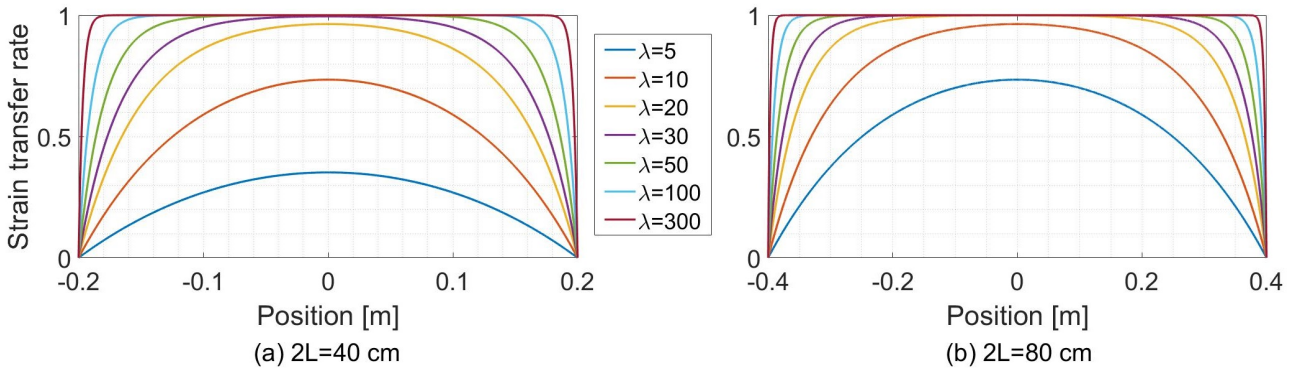 Strain transfer rate
1
0.5
0
-0.2
-0.1
0
0.1
0.2
Position [m]
(a) 2L=40 cm
λ=5
λ=10
λ=20
λ=30
λ=50
λ=100
λ=300
1
0.5
0
-0.4
-0.2
0
0.2
0.4
Position [m]
(b) 2L=80 cm